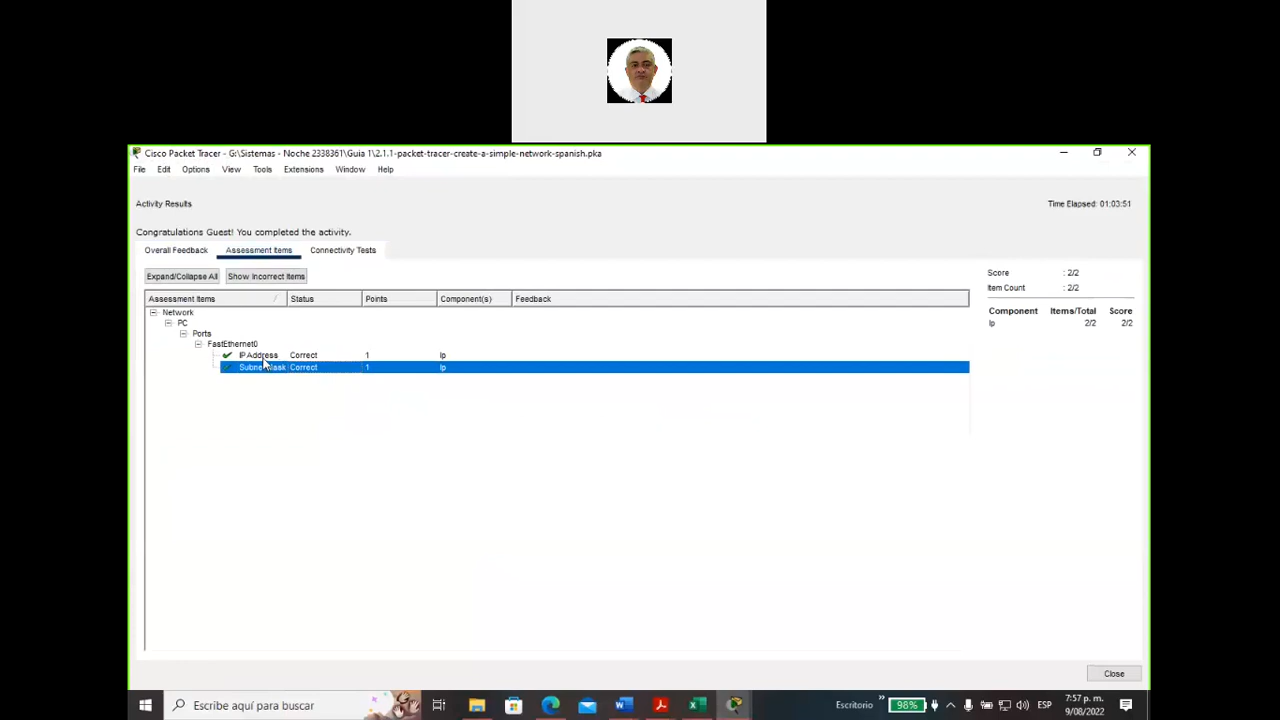 Cisco Packet Tracer - G:\Sistemas - Noche 2338361\Guia 1\2.1.1-packet-tracer-create-a-simple-network-spanish.pka
File Edit Options View Tools Extensions Window Help
Activity Results
Time Elapsed: 01:03:51
Congratulations Guest! You completed the activity.
Overall Feedback Assessment Items Connectivity Tests
Expand/Collapse All Show Incorrect Items
Assessment Items Status Points Component(s) Feedback
Network
PC
Ports
FastEthernet0
IP Address Correct 1 Ip
Subnet Mask Correct 1 Ip
Score : 2/2
Item Count : 2/2
Component Items/Total Score
Ip 2/2 2/2
Close
Escribe aquí para buscar
Escritorio
98%
ESP
7:57 p. m.
9/08/2022